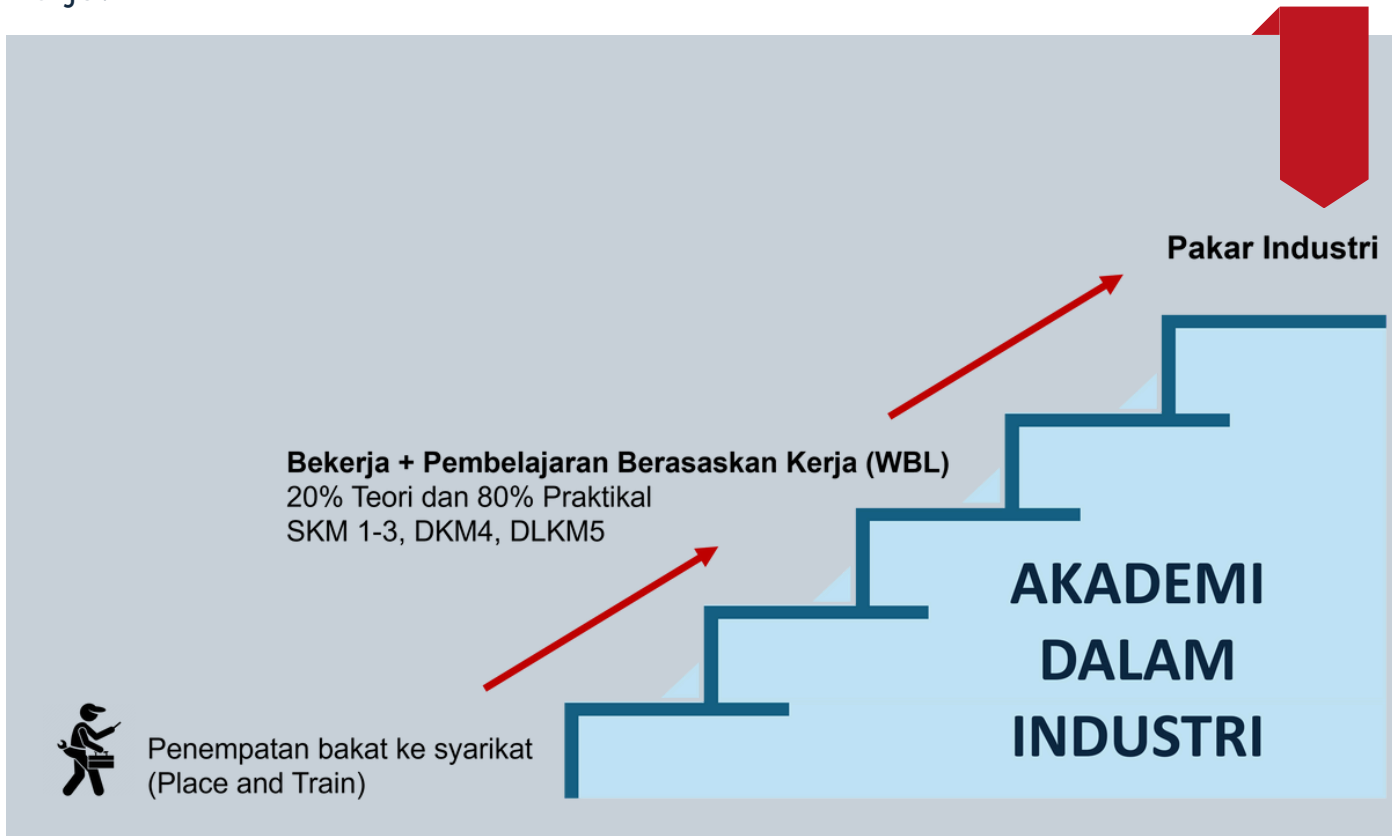 Pakar Industri
Bekerja + Pembelajaran Berasaskan Kerja (WBL)
20% Teori dan 80% Praktikal
SKM 1-3, DKM4, DLKM5
AKADEMI
DALAM
INDUSTRI
Penempatan bakat ke syarikat
(Place and Train)